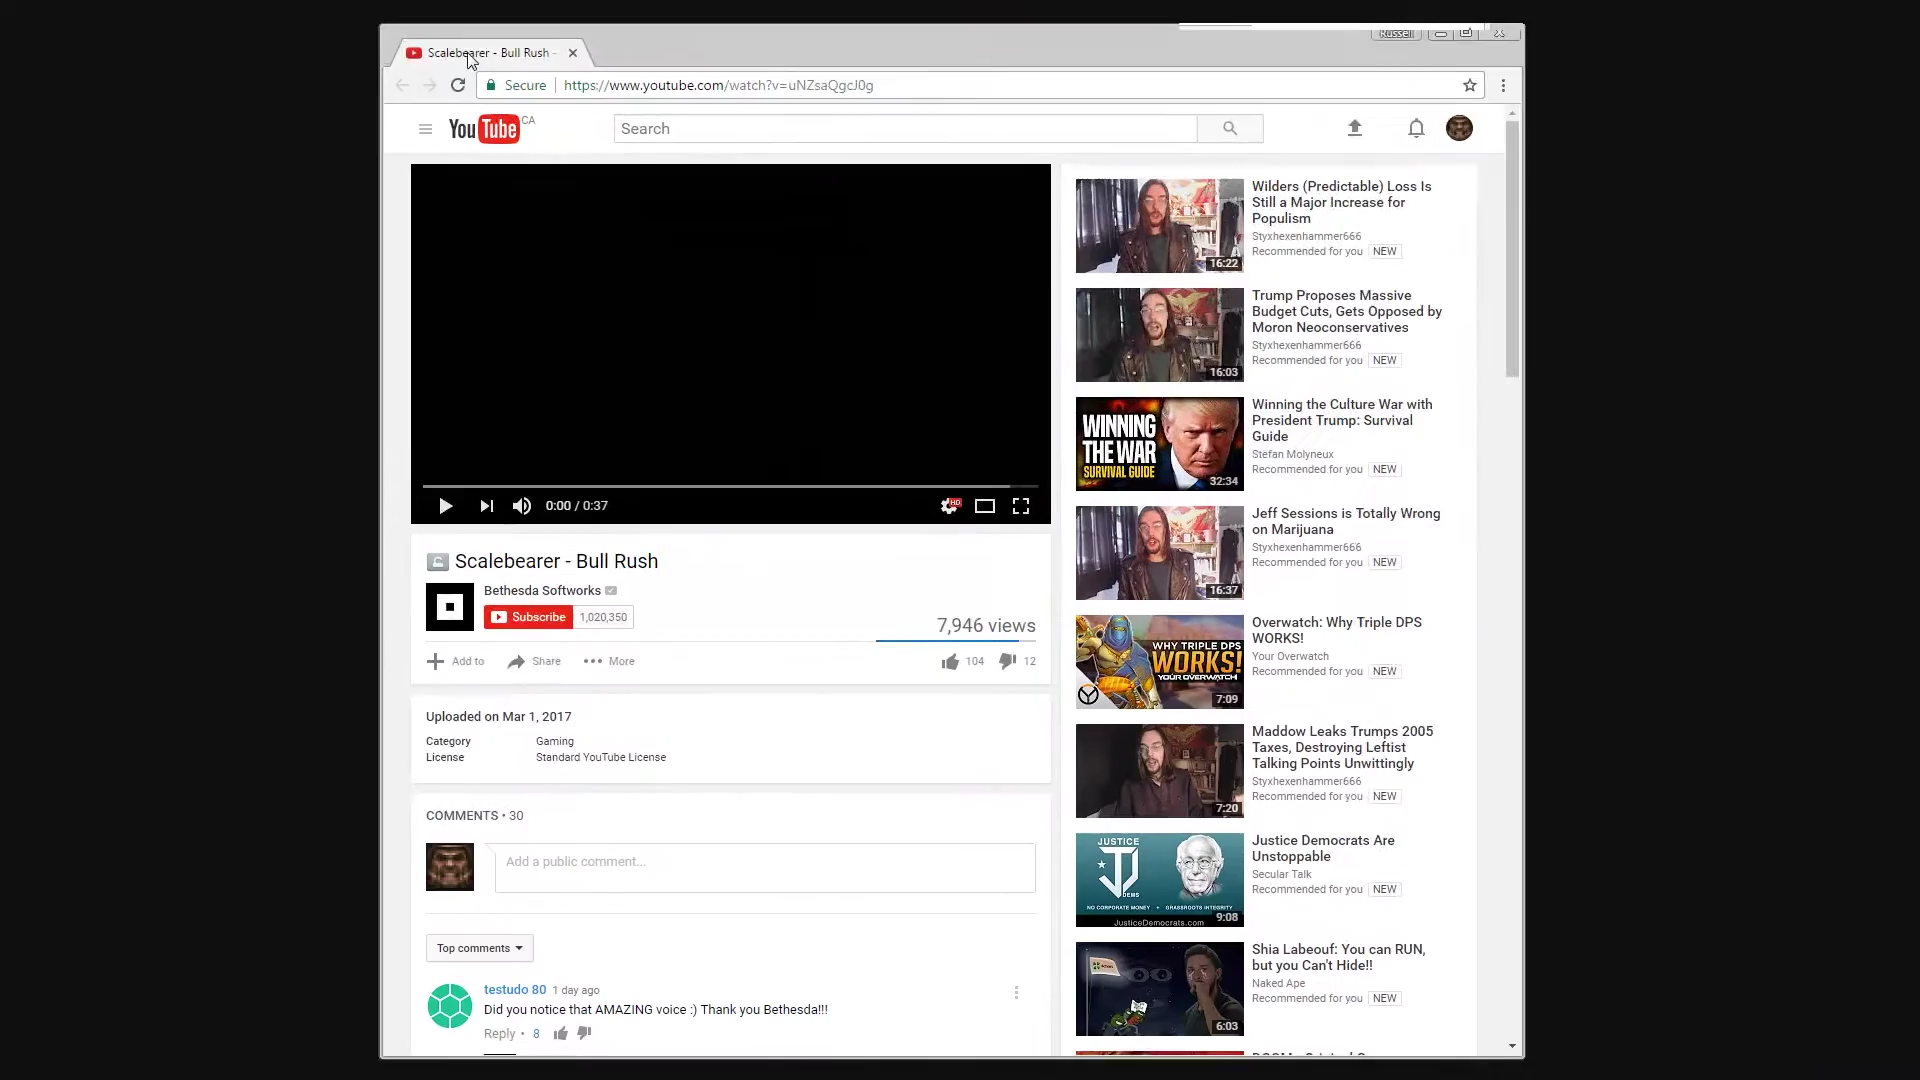 Scalebearer - Bull Rush -
Russell
Secure
https://www.youtube.com/watch?v=uNZsaQgcJ0g
YouTube CA
Search
0:00 / 0:37
HD
Scalebearer - Bull Rush
Bethesda Softworks
Subscribe 1,020,350
7,946 views
Add to
Share
More
104
12
Uploaded on Mar 1, 2017
Category Gaming
License Standard YouTube License
COMMENTS • 30
Add a public comment...
Top comments
testudo 80 1 day ago
Did you notice that AMAZING voice :) Thank you Bethesda!!!
Reply • 8
16:22
Wilders (Predictable) Loss Is
Still a Major Increase for
Populism
Styxhexenhammer666
Recommended for you NEW
16:03
Trump Proposes Massive
Budget Cuts, Gets Opposed by
Moron Neoconservatives
Styxhexenhammer666
Recommended for you NEW
WINNING
THE WAR
SURVIVAL GUIDE
32:34
Winning the Culture War with
President Trump: Survival
Guide
Stefan Molyneux
Recommended for you NEW
16:37
Jeff Sessions is Totally Wrong
on Marijuana
Styxhexenhammer666
Recommended for you NEW
WHY TRIPLE DPS
WORKS!
YOUR OVERWATCH
7:09
Overwatch: Why Triple DPS
WORKS!
Your Overwatch
Recommended for you NEW
7:20
Maddow Leaks Trumps 2005
Taxes, Destroying Leftist
Talking Points Unwittingly
Styxhexenhammer666
Recommended for you NEW
JUSTICE
DEMS
NO CORPORATE MONEY • GRASSROOTS INTEGRITY
JusticeDemocrats.com
9:08
Justice Democrats Are
Unstoppable
Secular Talk
Recommended for you NEW
6:03
Shia Labeouf: You can RUN,
but you Can't Hide!!
Naked Ape
Recommended for you NEW